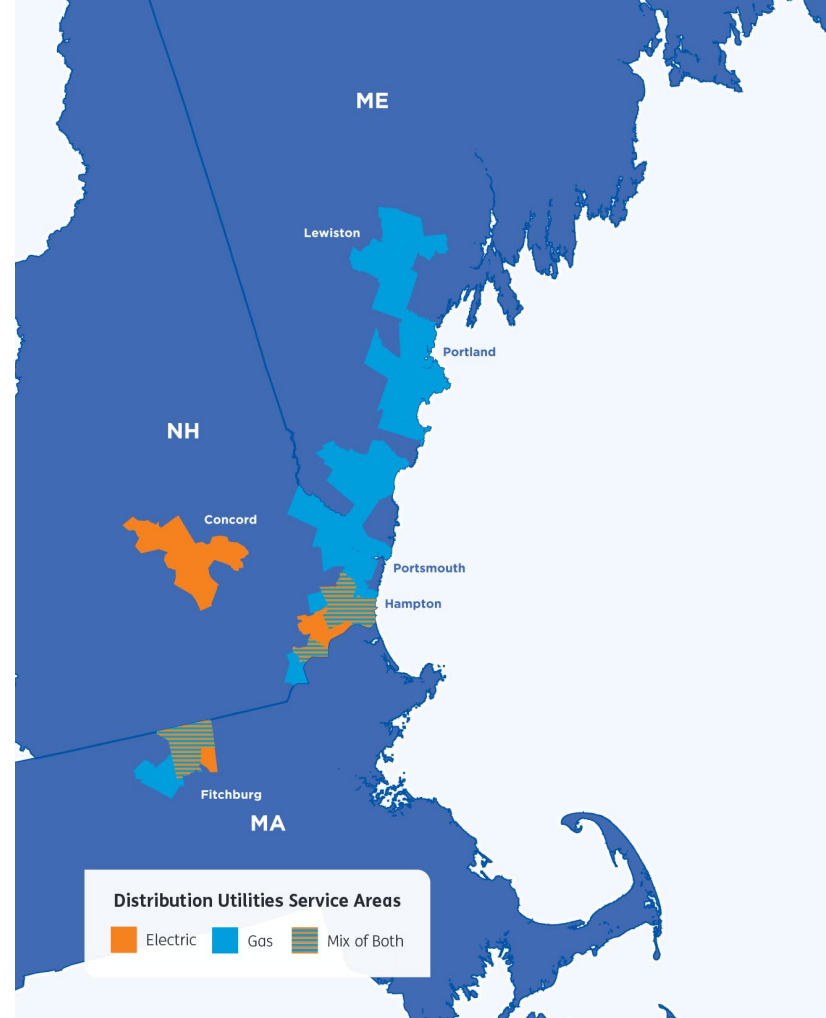 ME
Lewiston
Portland
NH
Concord
Portsmouth
Hampton
Fitchburg
MA
Distribution Utilities Service Areas
Electric
Gas
Mix of Both